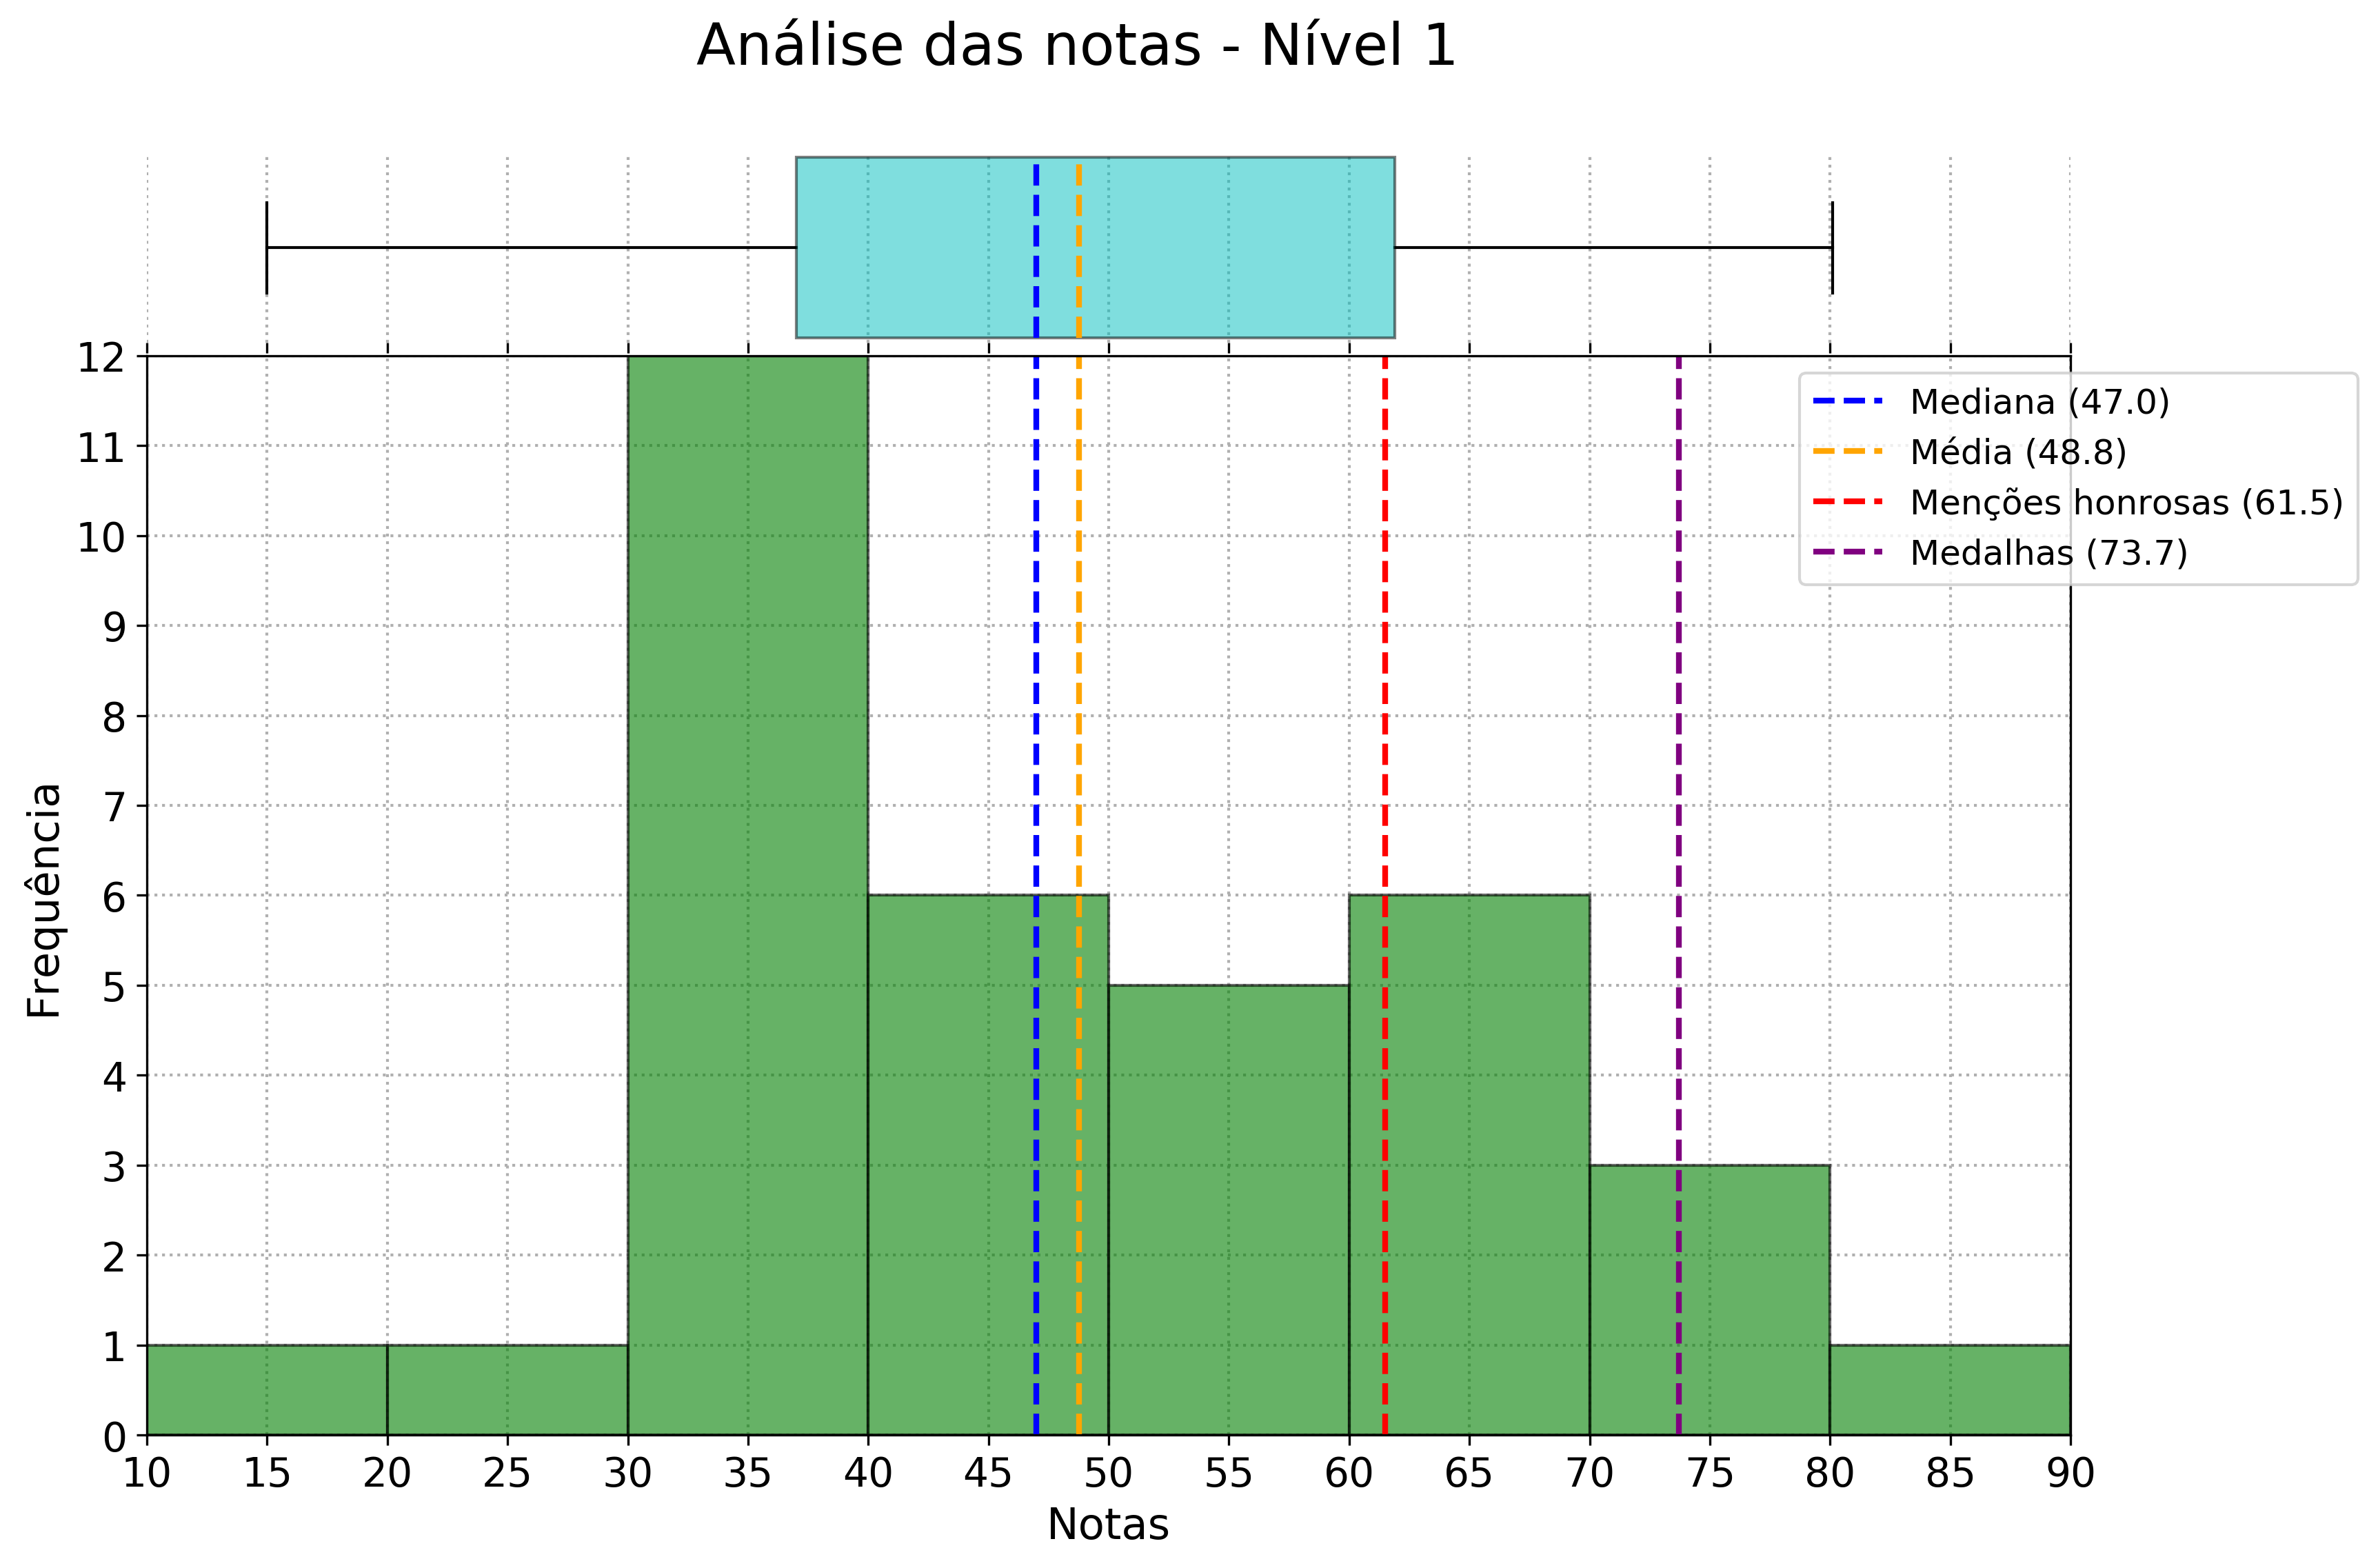 Análise das notas - Nível 1
12
11
10
9
8
7
6
5
4
3
2
1
0
Frequência
Mediana (47.0)
Média (48.8)
Menções honrosas (61.5)
Medalhas (73.7)
10 15 20 25 30 35 40 45 50 55 60 65 70 75 80 85 90
Notas